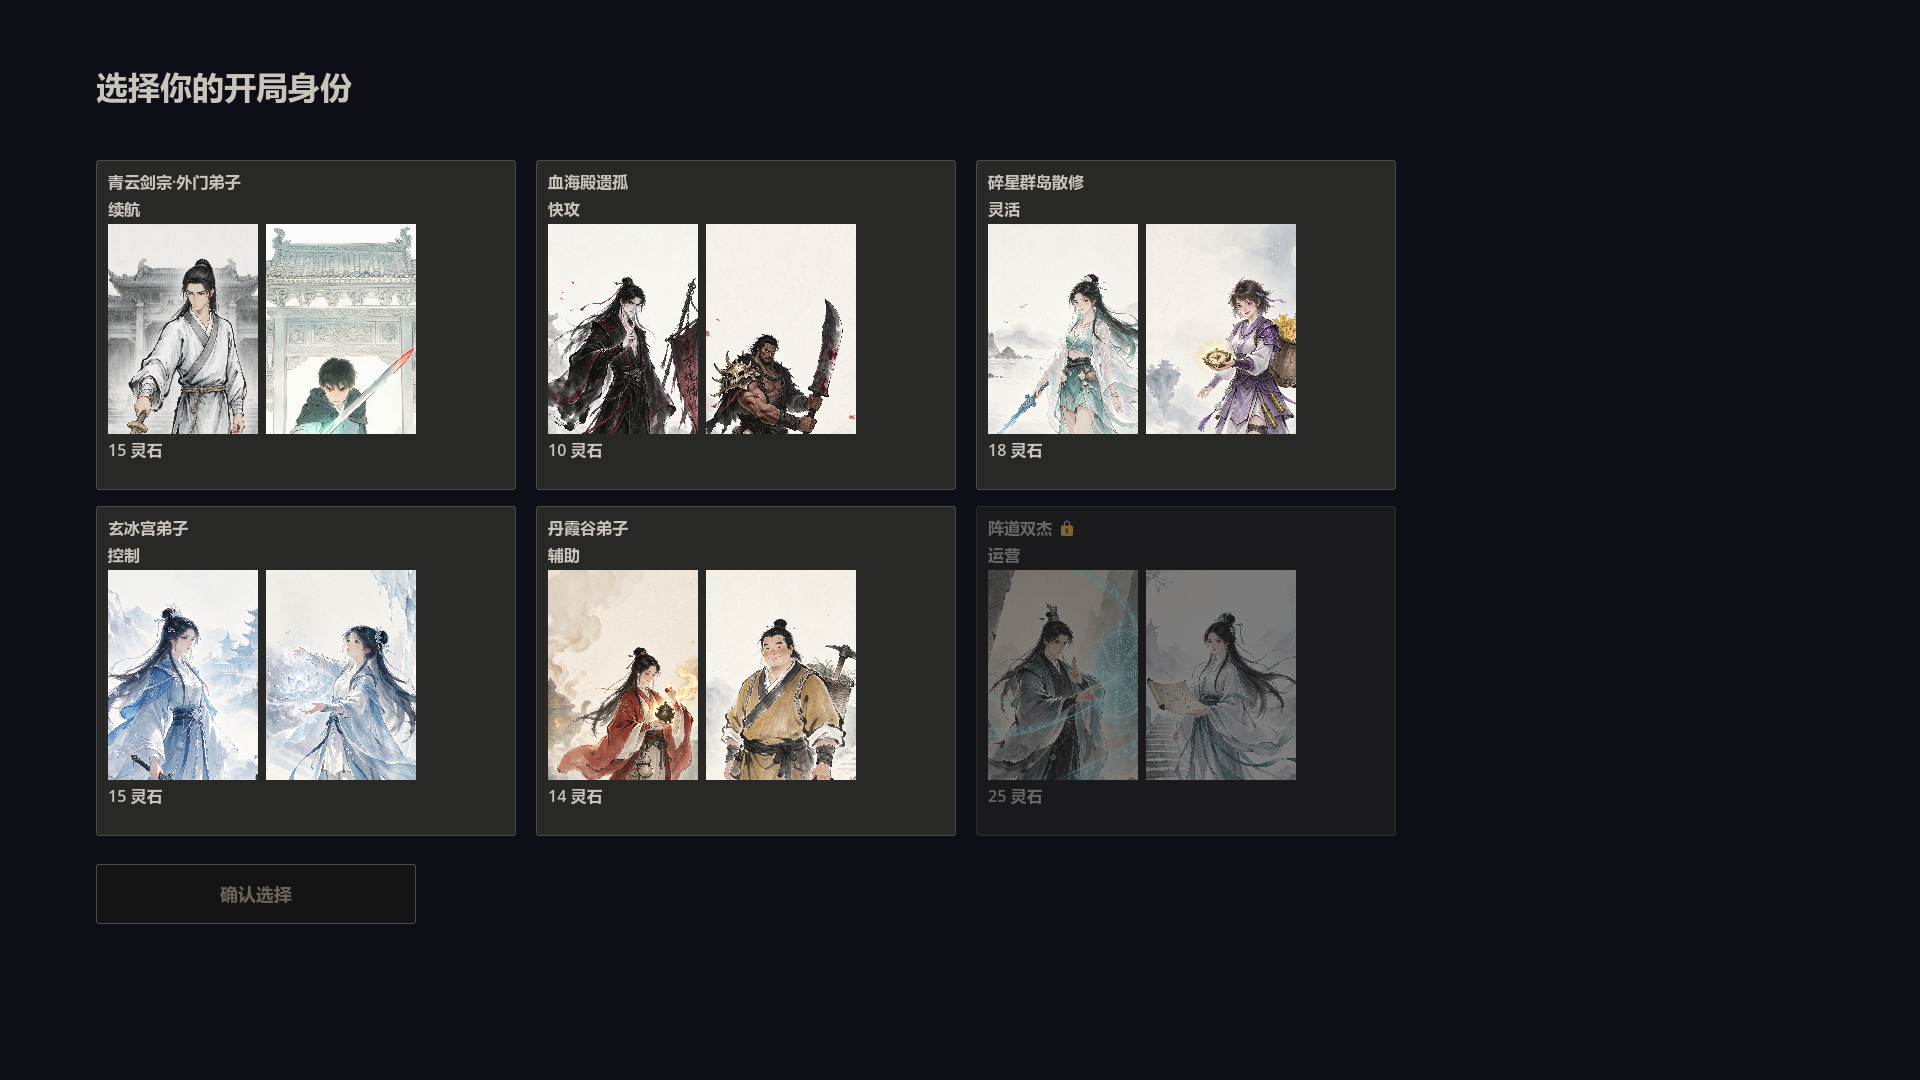 选择你的开局身份
青云剑宗·外门弟子
续航
15 灵石
血海殿遗孤
快攻
10 灵石
碎星群岛散修
灵活
18 灵石
玄冰宫弟子
控制
15 灵石
丹霞谷弟子
辅助
14 灵石
阵道双杰
运营
25 灵石
确认选择